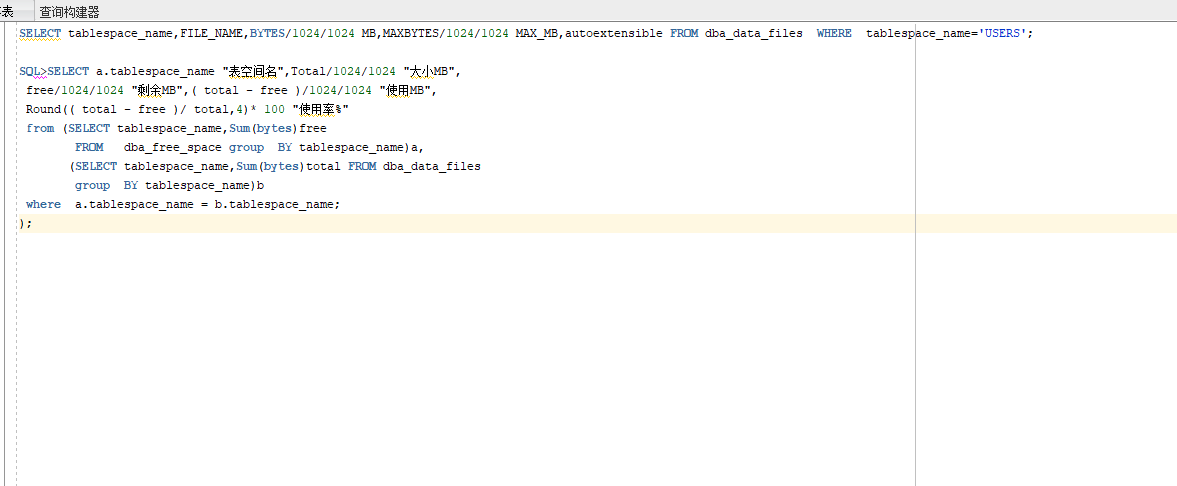 表
查询构建器
SELECT tablespace_name,FILE_NAME,BYTES/1024/1024 MB,MAXBYTES/1024/1024 MAX_MB,autoextensible FROM dba_data_files  WHERE  tablespace_name='USERS';
SQL>SELECT a.tablespace_name "表空间名",Total/1024/1024 "大小MB",
free/1024/1024 "剩余MB",( total - free )/1024/1024 "使用MB",
Round(( total - free )/ total,4)* 100 "使用率%"
from (SELECT tablespace_name,Sum(bytes)free
FROM   dba_free_space group  BY tablespace_name)a,
(SELECT tablespace_name,Sum(bytes)total FROM dba_data_files
group  BY tablespace_name)b
where  a.tablespace_name = b.tablespace_name;
);